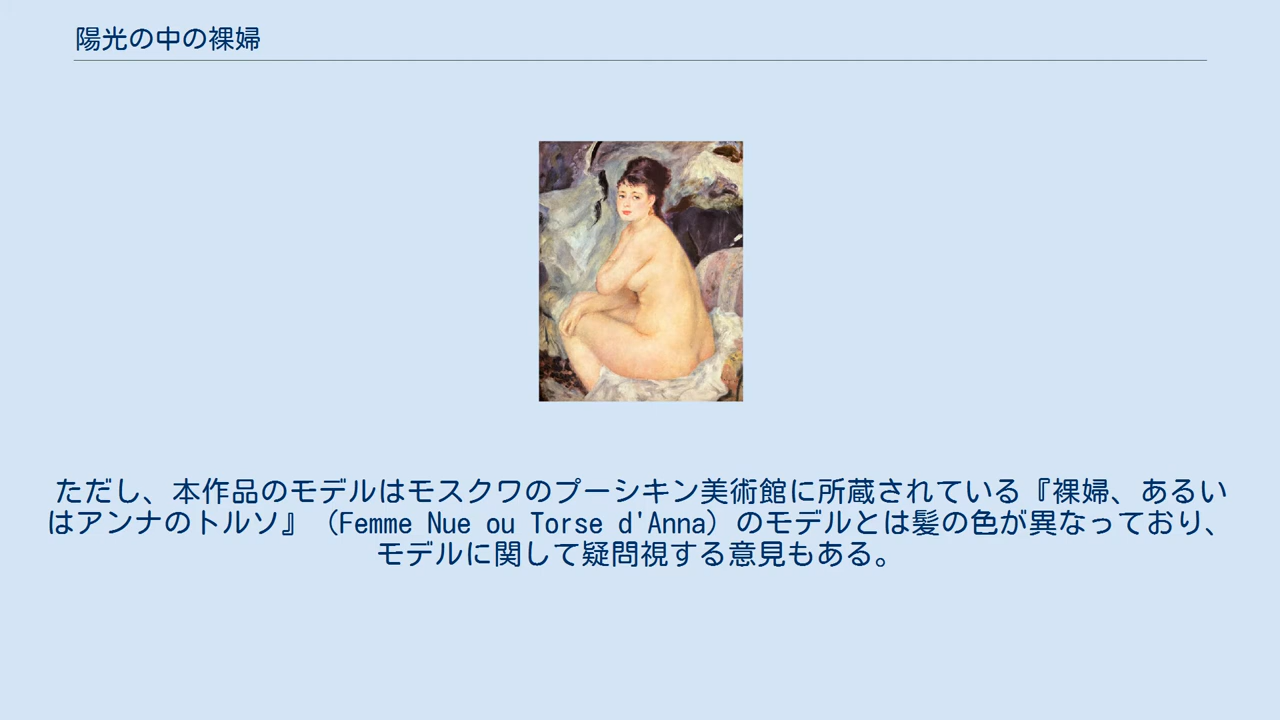 陽光の中の裸婦
ただし、本作品のモデルはモスクワのプーシキン美術館に所蔵されている『裸婦、あるい
はアンナのトルソ』（Femme Nue ou Torse d'Anna）のモデルとは髪の色が異なっており、
モデルに関して疑問視する意見もある。